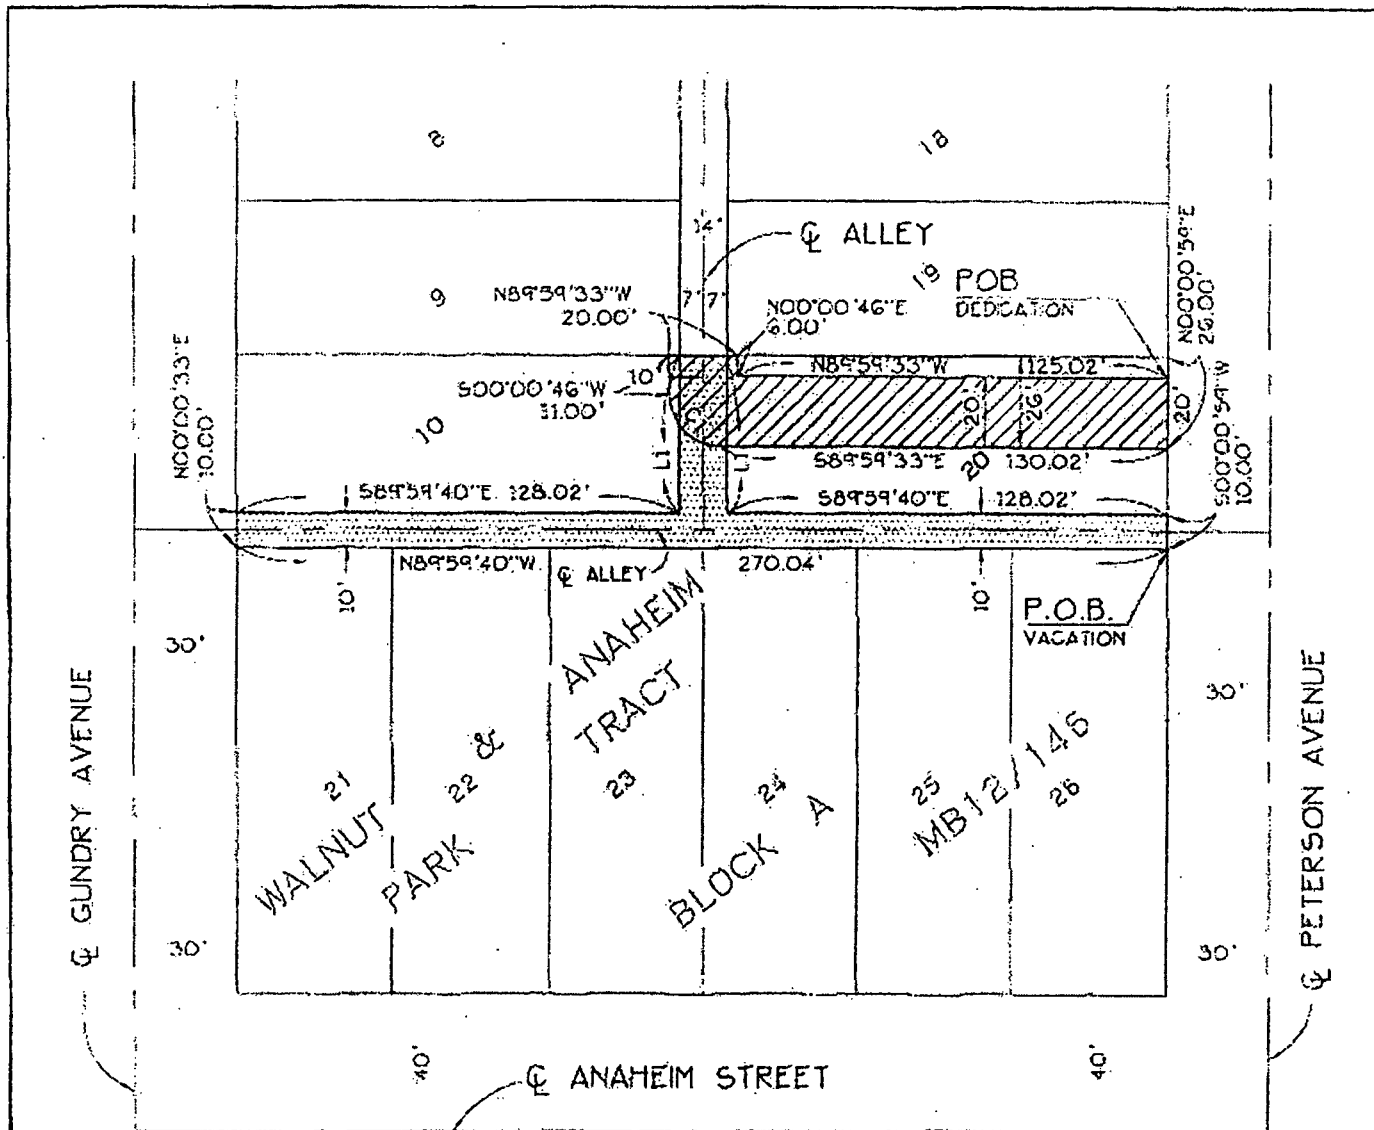 8
18
14'
℄ ALLEY
9
N89°59'33"W
20.00'
7' 7'
N00°00'46"E
6.00'
19
POB
DEDICATION
N00°00'59"E
26.00'
N00°00'33"E
10.00'
10'
S00°00'46"W
31.00'
10
N89°59'33"W 125.02'
20' 26' 20'
L1 L1
S89°59'33"E 130.02'
20
S00°00'59"W
10.00'
S89°59'40"E 128.02'
S89°59'40"E 128.02'
N89°59'40"W 270.04'
℄ ALLEY
10'
10'
P.O.B.
VACATION
30'
30'
ANAHEIM
TRACT
WALNUT
PARK &
BLOCK A
MB12/146
21
22
23
24
25
26
℄ GUNDRY AVENUE
℄ PETERSON AVENUE
30'
30'
40'
℄ ANAHEIM STREET
40'